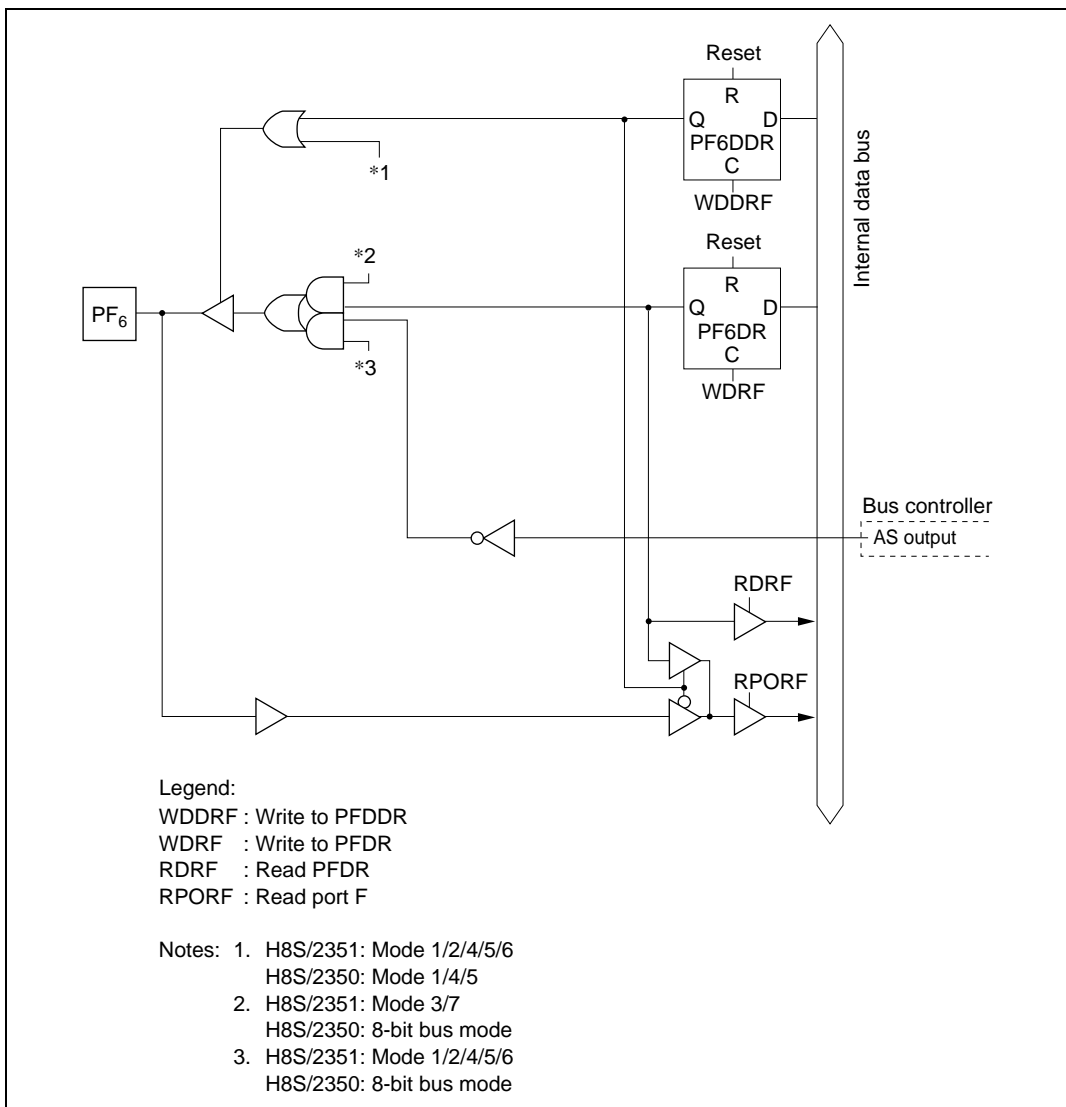 Reset
R
Q D
PF6DDR
C
WDDRF
*1
Internal data bus
Reset
*2
R
Q D
PF6DR
C
WDRF
PF6
*3
Bus controller
AS output
RDRF
RPORF
Legend:
WDDRF : Write to PFDDR
WDRF : Write to PFDR
RDRF : Read PFDR
RPORF : Read port F
Notes: 1. H8S/2351: Mode 1/2/4/5/6
H8S/2350: Mode 1/4/5
2. H8S/2351: Mode 3/7
H8S/2350: 8-bit bus mode
3. H8S/2351: Mode 1/2/4/5/6
H8S/2350: 8-bit bus mode